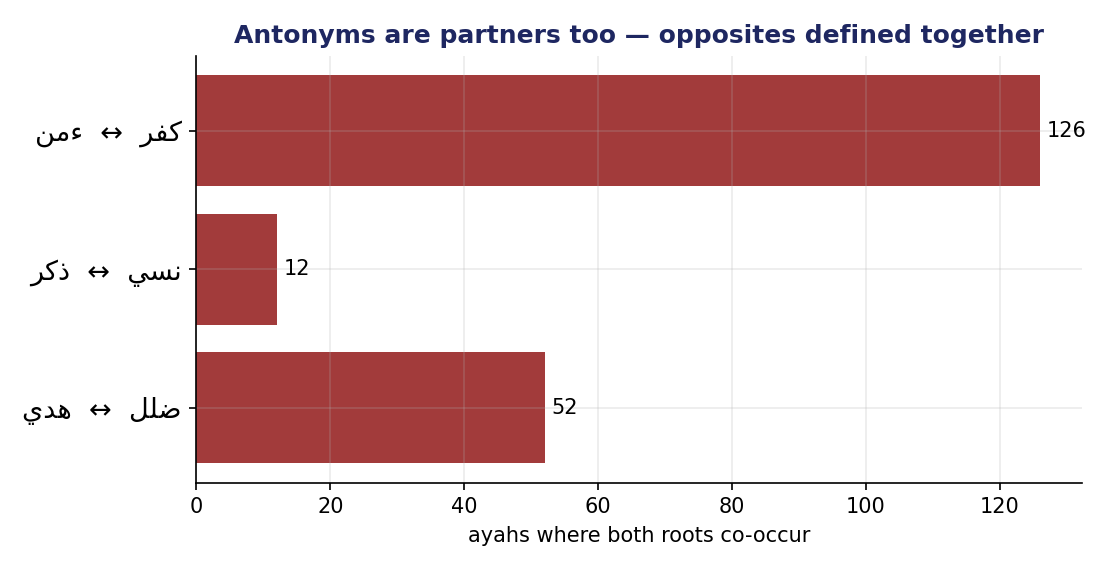 Antonyms are partners too — opposites defined together
ءمن ↔ كفر
126
ذكر ↔ نسي
12
هدي ↔ ضلل
52
0 20 40 60 80 100 120
ayahs where both roots co-occur